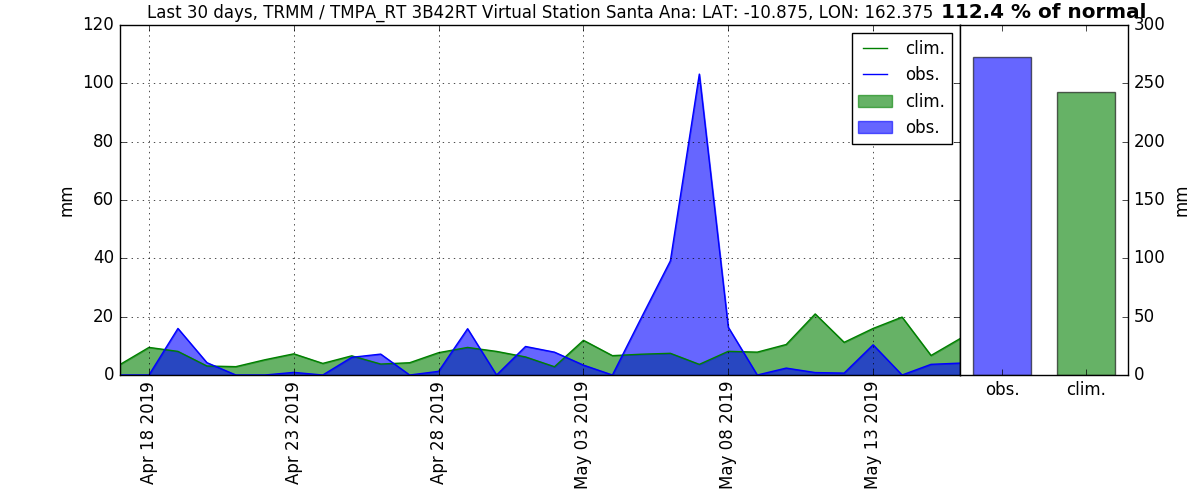 Last 30 days, TRMM / TMPA_RT 3B42RT Virtual Station Santa Ana: LAT: -10.875, LON: 162.375 112.4 % of normal
120
100
80
60
40
20
0
mm
clim.
obs.
clim.
obs.
Apr 18 2019
Apr 23 2019
Apr 28 2019
May 03 2019
May 08 2019
May 13 2019
300
250
200
150
100
50
0
mm
obs. clim.